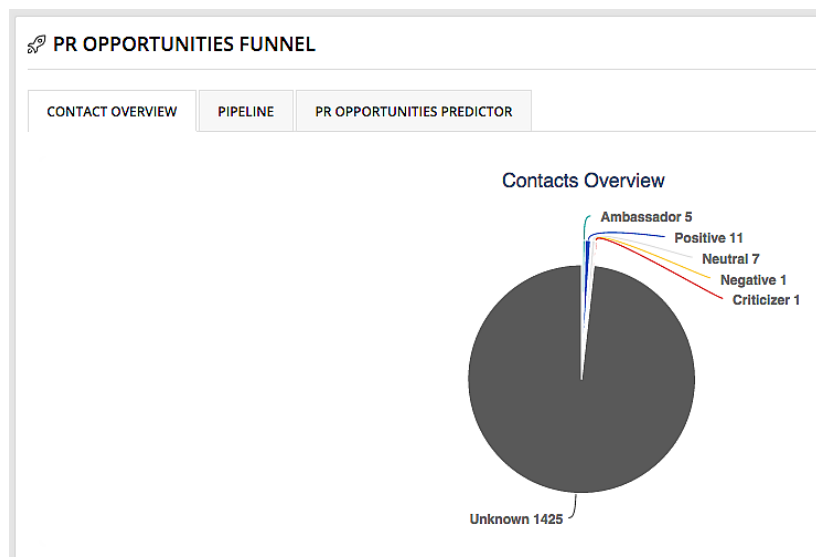 PR OPPORTUNITIES FUNNEL
CONTACT OVERVIEW
PIPELINE
PR OPPORTUNITIES PREDICTOR
Contacts Overview
Ambassador 5
Positive 11
Neutral 7
Negative 1
Criticizer 1
Unknown 1425